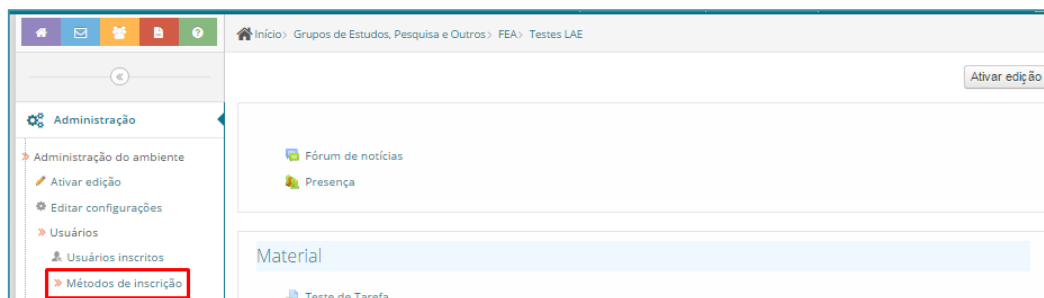 Início> Grupos de Estudos, Pesquisa e Outros> FEA> Testes LAE
Ativar edição
Administração
Administração do ambiente
Ativar edição
Editar configurações
Usuários
Usuários inscritos
Métodos de inscrição
Fórum de notícias
Presença
Material
Teste de Tarefa